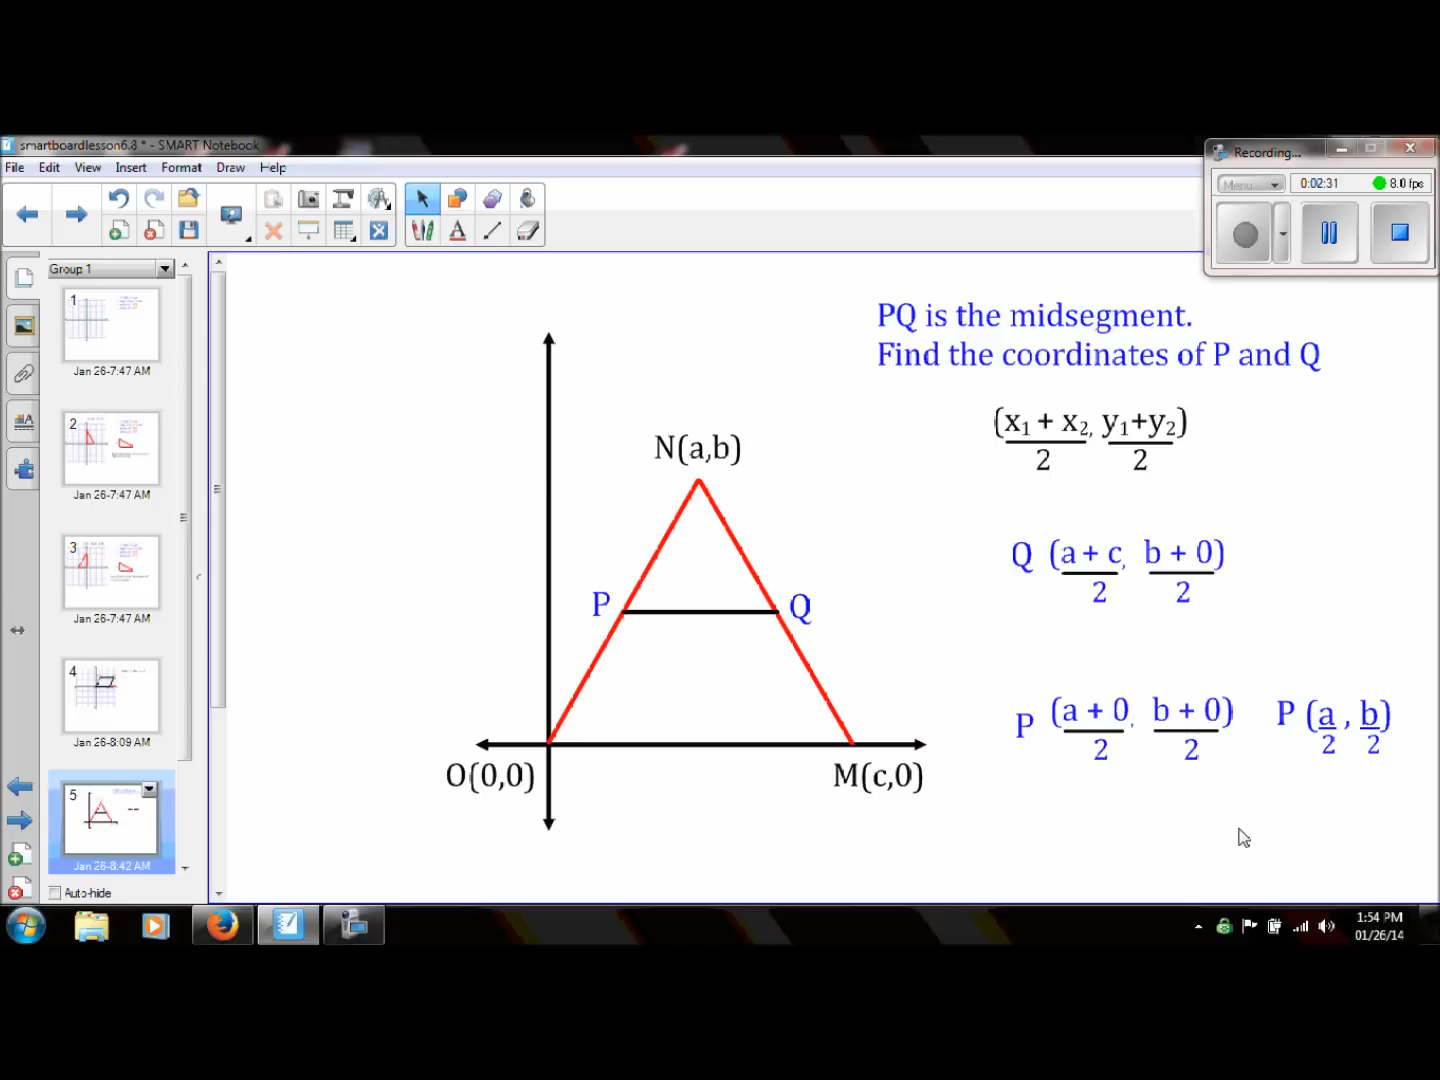 smartboardlesson6.8 * - SMART Notebook
File Edit View Insert Format Draw Help
Recording...
Menu
0:02:31
8.0 fps
Group 1
1
Jan 26-7:47 AM
2
Jan 26-7:47 AM
3
Jan 26-7:47 AM
4
Jan 26-8:09 AM
5
Jan 26-8:42 AM
Auto-hide
PQ is the midsegment.
Find the coordinates of P and Q
(x₁ + x₂, y₁+y₂)
2 2
N(a,b)
Q (a + c, b + 0)
2 2
P Q
P (a + 0, b + 0) P (a , b)
2 2 2 2
O(0,0) M(c,0)
1:54 PM
01/26/14